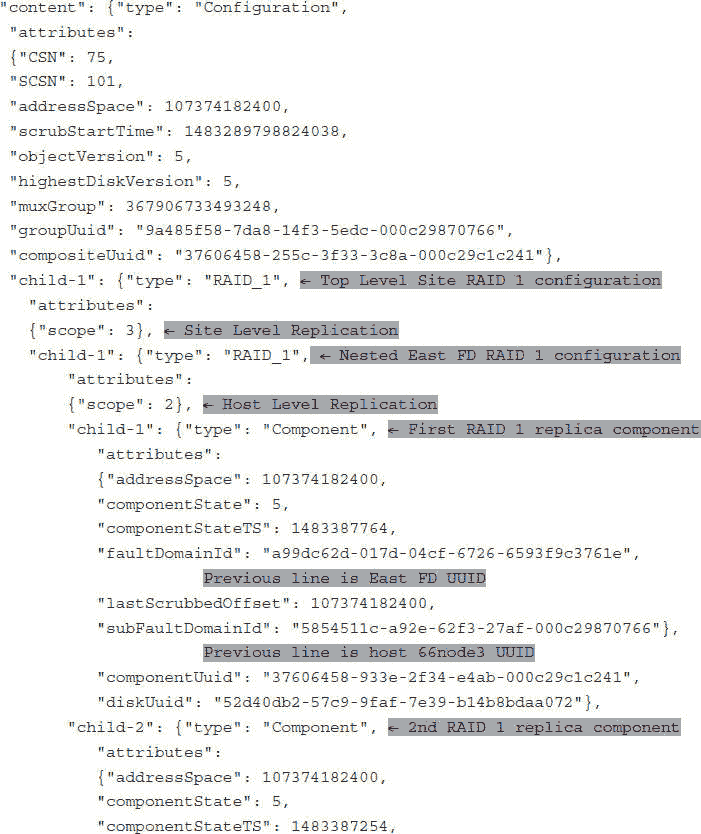 "content": {"type": "Configuration",
"attributes":
{"CSN": 75,
"SCSN": 101,
"addressSpace": 107374182400,
"scrubStartTime": 1483289798824038,
"objectVersion": 5,
"highestDiskVersion": 5,
"muxGroup": 367906733493248,
"groupUuid": "9a485f58-7da8-14f3-5edc-000c29870766",
"compositeUuid": "37606458-255c-3f33-3c8a-000c29c1c241"},
"child-1": {"type": "RAID_1", ← Top Level Site RAID 1 configuration
"attributes":
{"scope": 3}, ← Site Level Replication
"child-1": {"type": "RAID_1", ← Nested East FD RAID 1 configuration
"attributes":
{"scope": 2}, ← Host Level Replication
"child-1": {"type": "Component", ← First RAID 1 replica component
"attributes":
{"addressSpace": 107374182400,
"componentState": 5,
"componentStateTS": 1483387764,
"faultDomainId": "a99dc62d-017d-04cf-6726-6593f9c3761e",
Previous line is East FD UUID
"lastScrubbedOffset": 107374182400,
"subFaultDomainId": "5854511c-a92e-62f3-27af-000c29870766"},
Previous line is host 66node3 UUID
"componentUuid": "37606458-933e-2f34-e4ab-000c29c1c241",
"diskUuid": "52d40db2-57c9-9faf-7e39-b14b8bdaa072"},
"child-2": {"type": "Component", ← 2nd RAID 1 replica component
"attributes":
{"addressSpace": 107374182400,
"componentState": 5,
"componentStateTS": 1483387254,